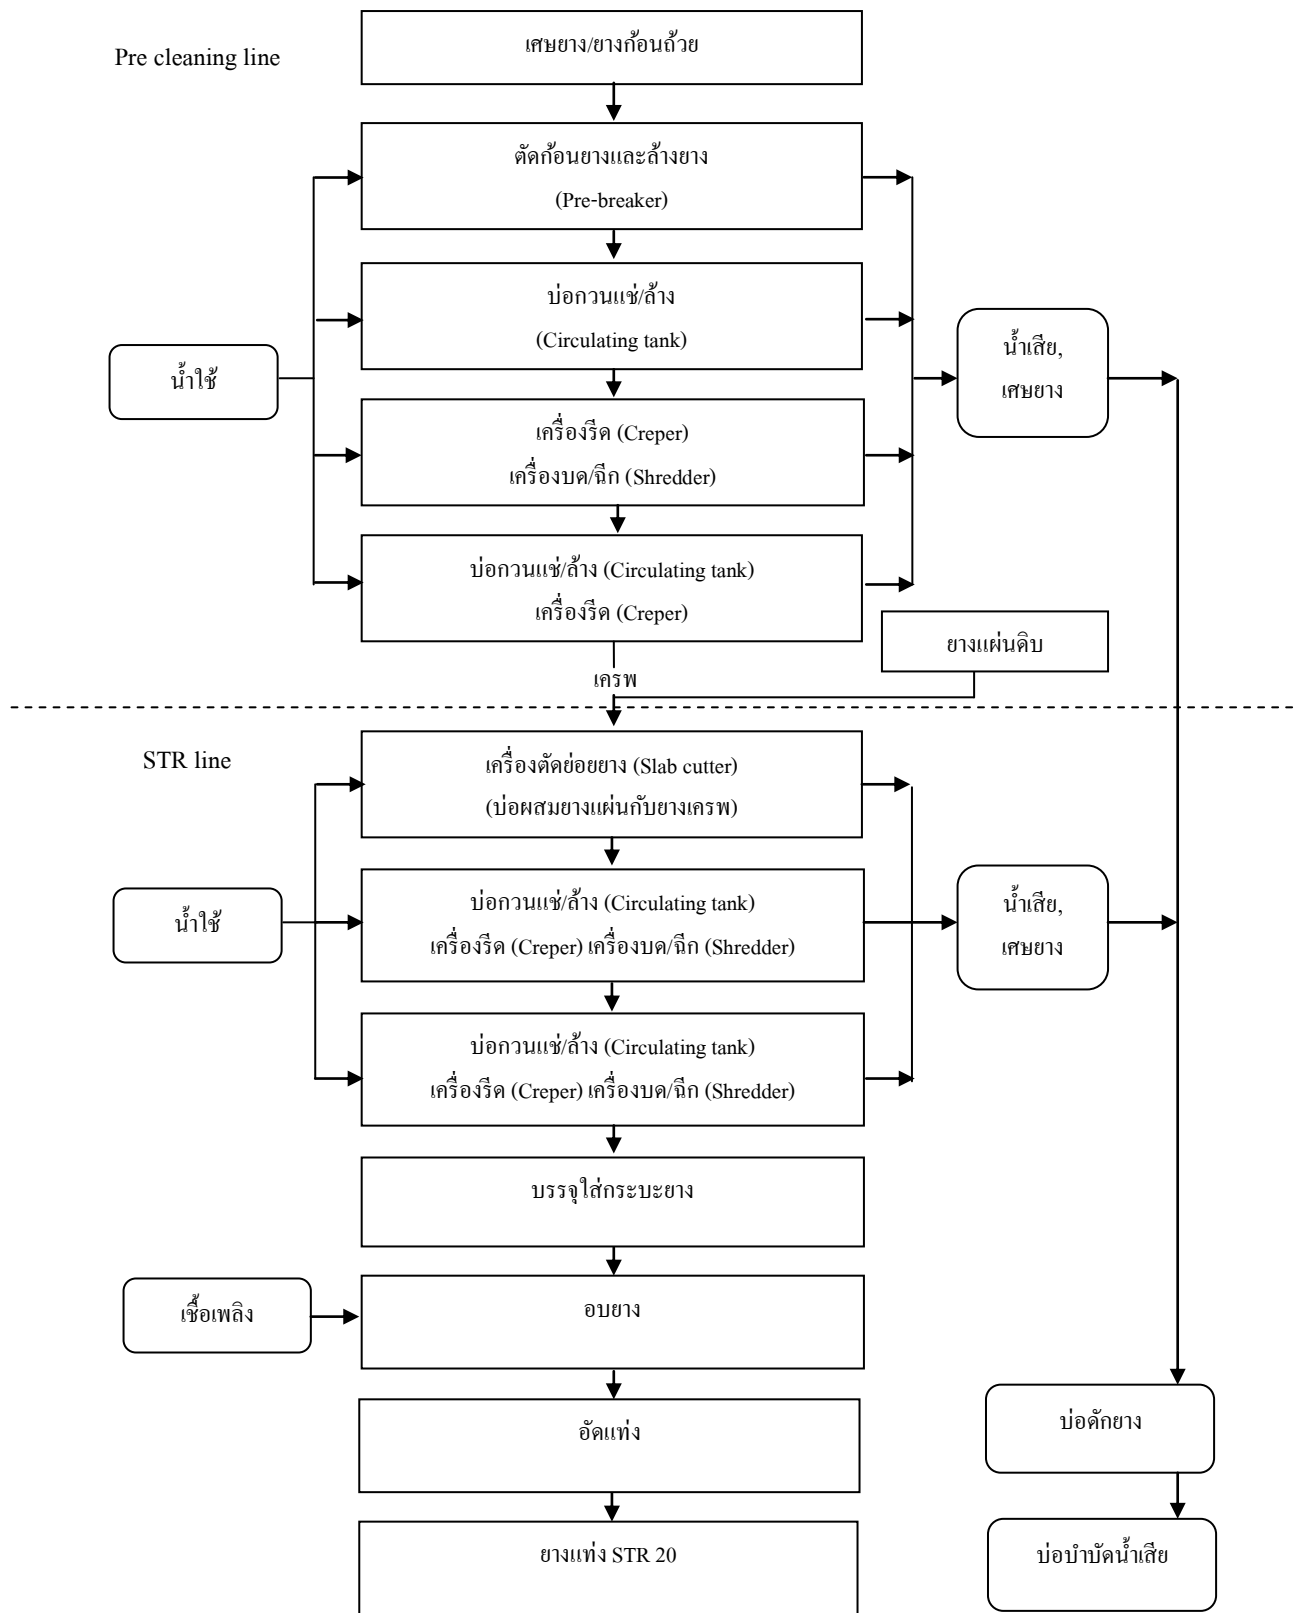 Pre cleaning line
เศษยาง/ยางก้อนถ้วย
ตัดก้อนยางและล้างยาง
(Pre-breaker)
บ่อกวนแช่/ล้าง
(Circulating tank)
น้ำใช้
น้ำเสีย,
เศษยาง
เครื่องรีด (Creper)
เครื่องบด/ฉีก (Shredder)
บ่อกวนแช่/ล้าง (Circulating tank)
เครื่องรีด (Creper)
ยางแผ่นดิบ
เครพ
STR line
เครื่องตัดย่อยยาง (Slab cutter)
(บ่อผสมยางแผ่นกับยางเครพ)
น้ำใช้
บ่อกวนแช่/ล้าง (Circulating tank)
เครื่องรีด (Creper) เครื่องบด/ฉีก (Shredder)
น้ำเสีย,
เศษยาง
บ่อกวนแช่/ล้าง (Circulating tank)
เครื่องรีด (Creper) เครื่องบด/ฉีก (Shredder)
บรรจุใส่กระบะยาง
เชื้อเพลิง
อบยาง
อัดแท่ง
บ่อดักยาง
ยางแท่ง STR 20
บ่อบำบัดน้ำเสีย